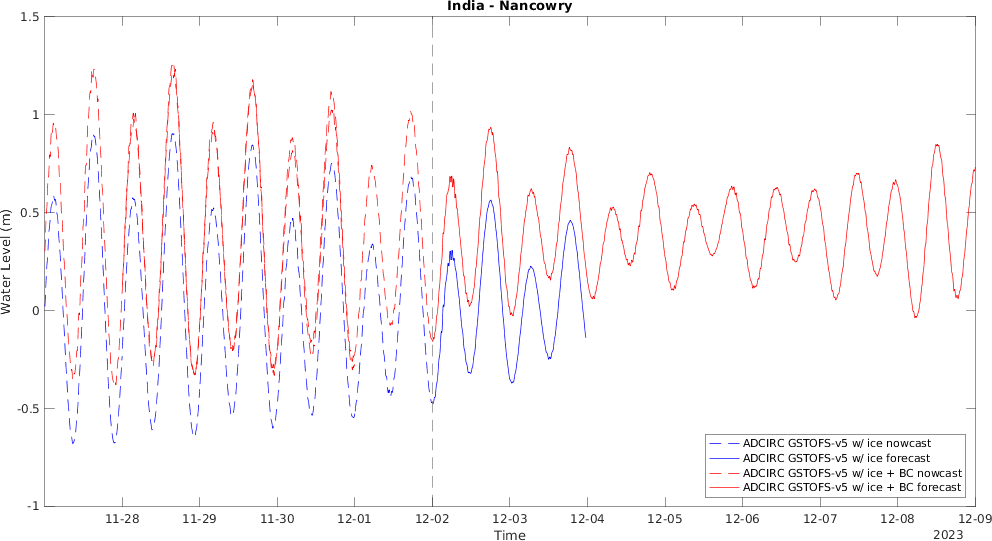 India - Nancowry
1.5
1
0.5
0
-0.5
-1
Water Level (m)
11-28 11-29 11-30 12-01 12-02 12-03 12-04 12-05 12-06 12-07 12-08 12-09
Time
2023
ADCIRC GSTOFS-v5 w/ ice nowcast
ADCIRC GSTOFS-v5 w/ ice forecast
ADCIRC GSTOFS-v5 w/ ice + BC nowcast
ADCIRC GSTOFS-v5 w/ ice + BC forecast